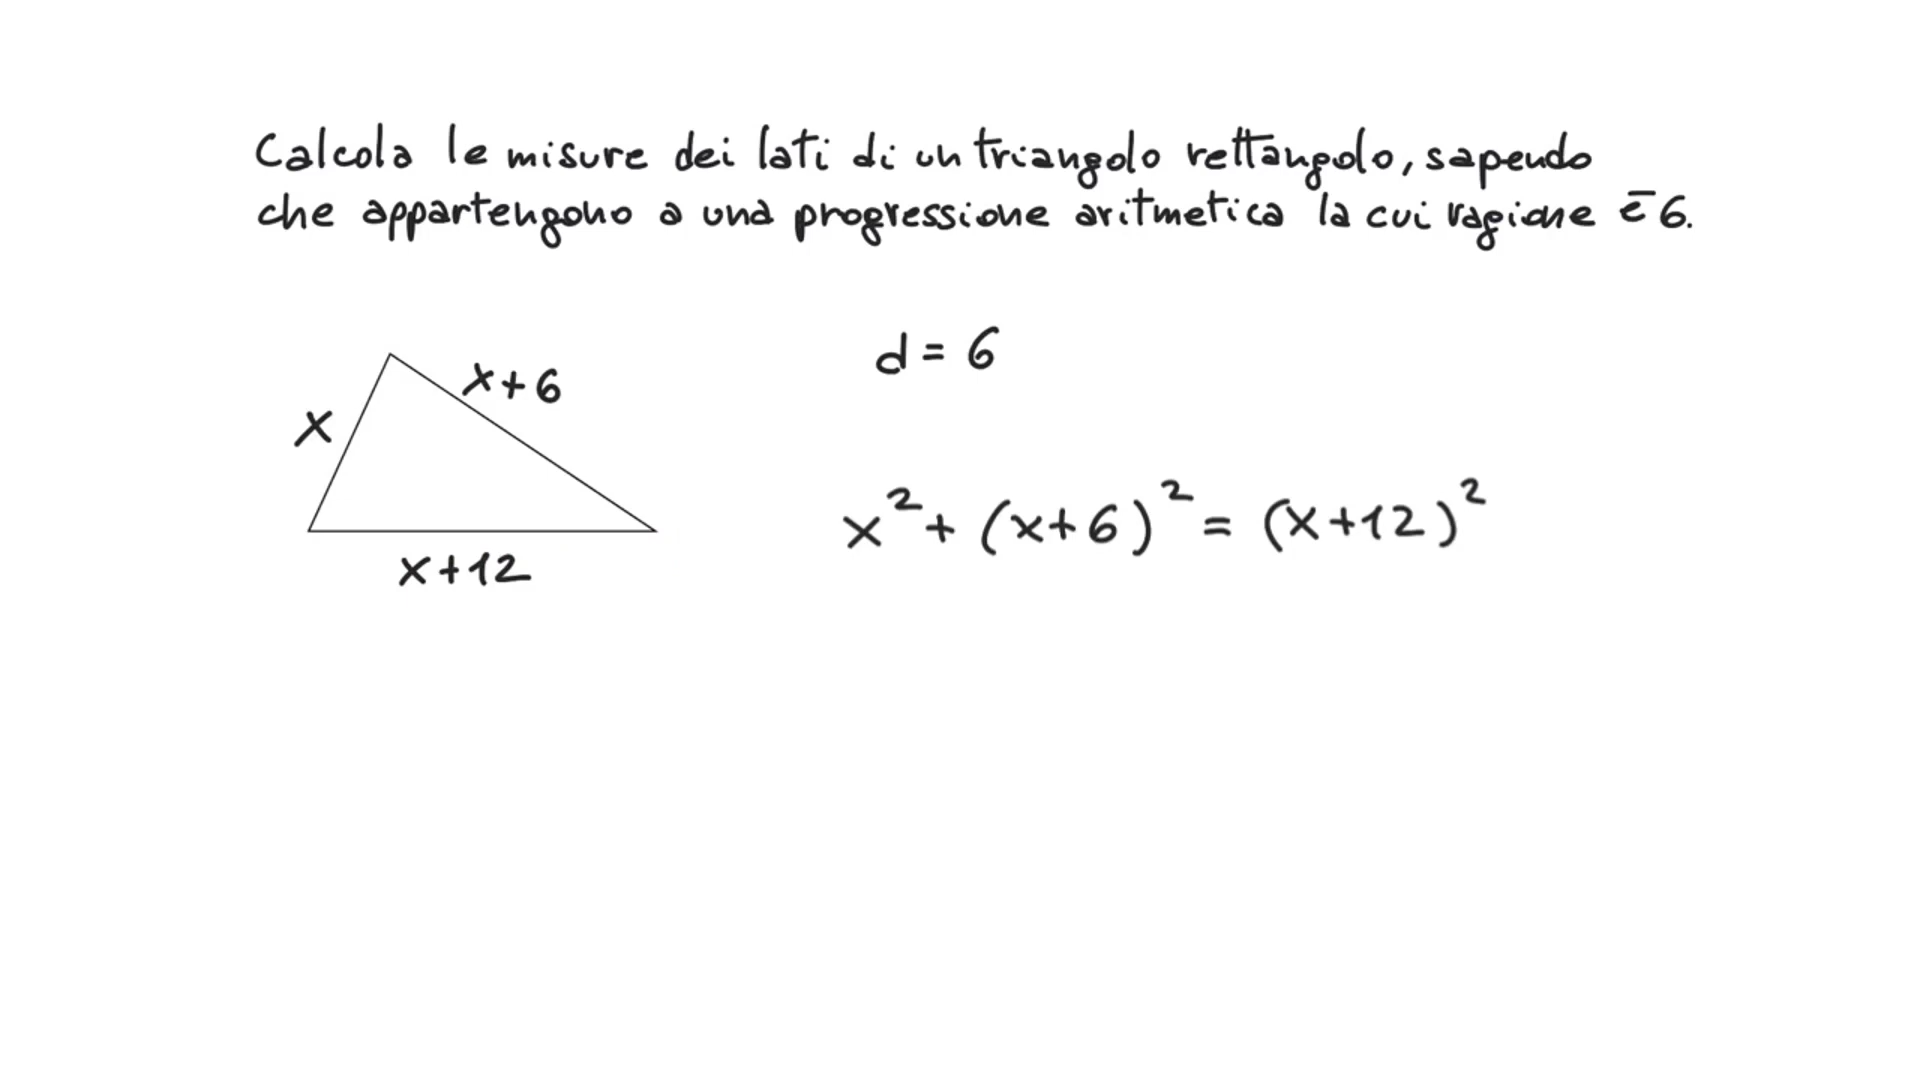 Calcola le misure dei lati di un triangolo rettangolo, sapendo
che appartengono a una progressione aritmetica la cui ragione è 6.
d = 6
x+6
x
x² + (x+6)² = (x+12)²
x+12